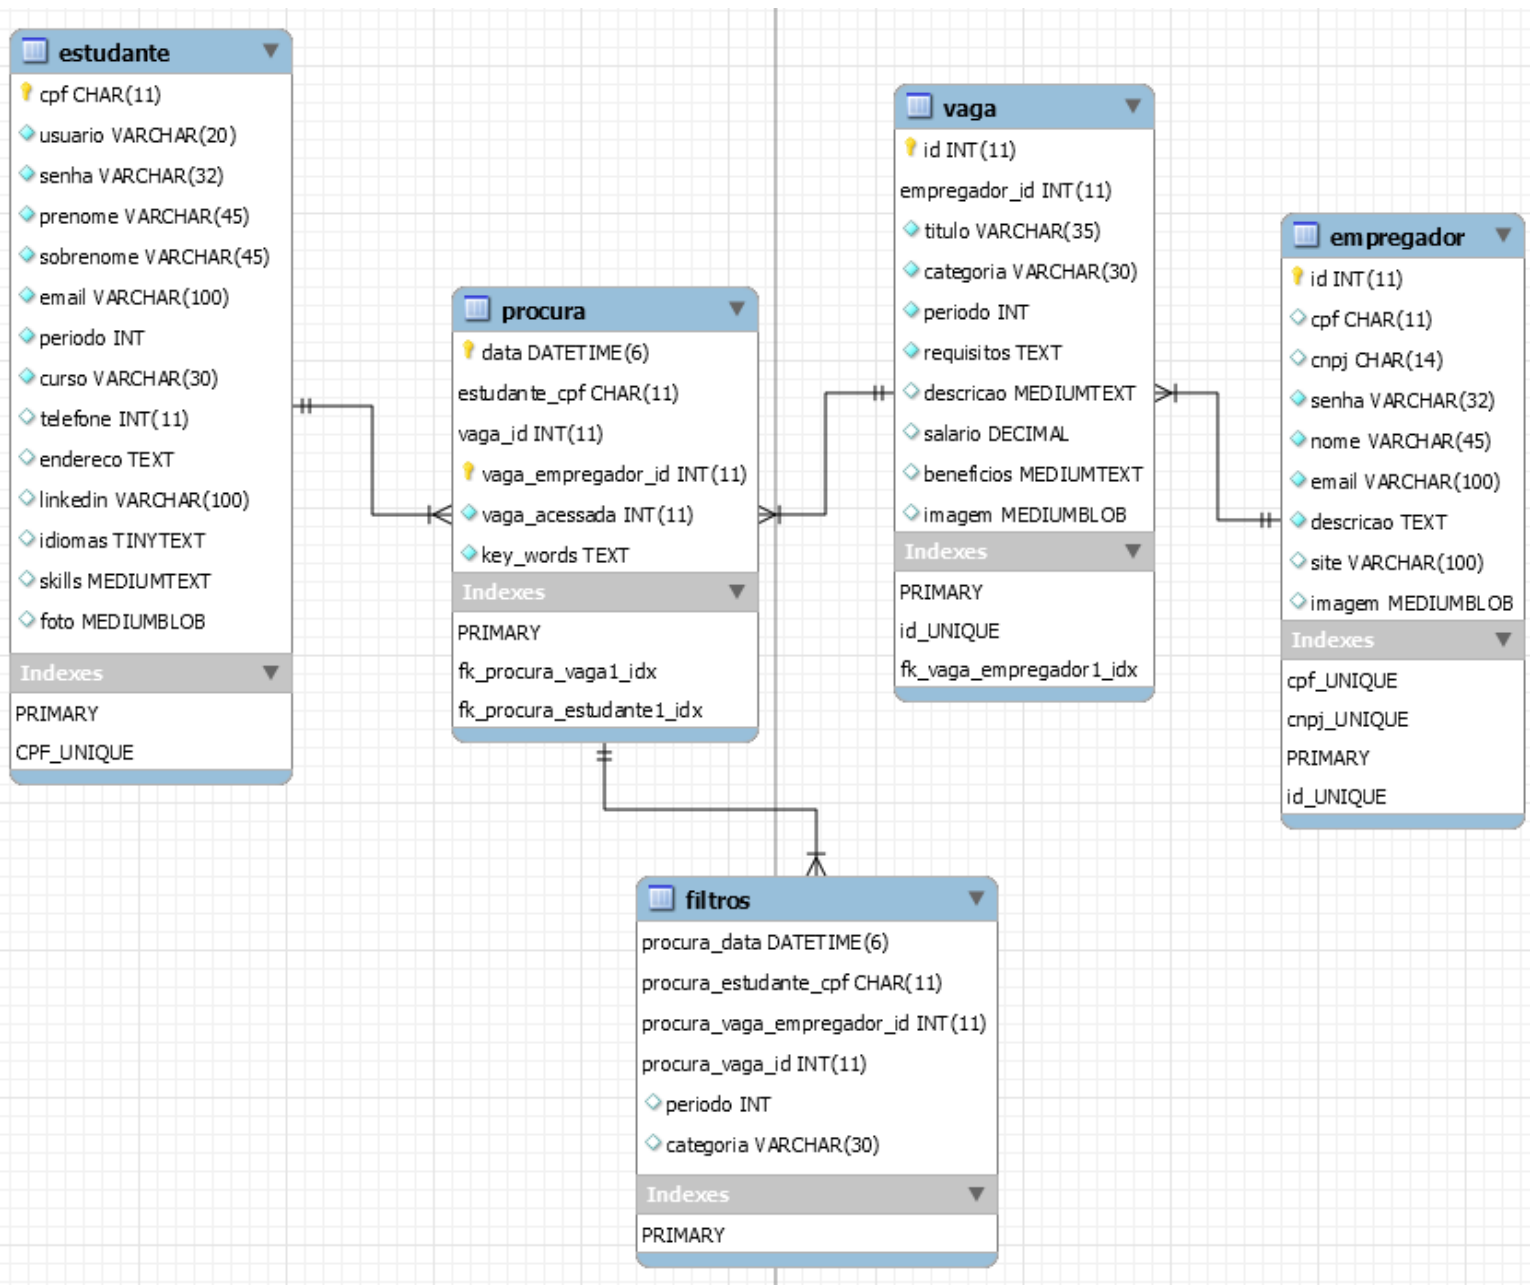 estudante
cpf CHAR(11)
usuario VARCHAR(20)
senha VARCHAR(32)
prenome VARCHAR(45)
sobrenome VARCHAR(45)
email VARCHAR(100)
periodo INT
curso VARCHAR(30)
telefone INT(11)
endereco TEXT
linkedin VARCHAR(100)
idiomas TINYTEXT
skills MEDIUMTEXT
foto MEDIUMBLOB
Indexes
PRIMARY
CPF_UNIQUE
procura
data DATETIME(6)
estudante_cpf CHAR(11)
vaga_id INT(11)
vaga_empregador_id INT(11)
vaga_acessada INT(11)
key_words TEXT
Indexes
PRIMARY
fk_procura_vaga1_idx
fk_procura_estudante1_idx
vaga
id INT(11)
empregador_id INT(11)
titulo VARCHAR(35)
categoria VARCHAR(30)
periodo INT
requisitos TEXT
descricao MEDIUMTEXT
salario DECIMAL
beneficios MEDIUMTEXT
imagem MEDIUMBLOB
Indexes
PRIMARY
id_UNIQUE
fk_vaga_empregador1_idx
empregador
id INT(11)
cpf CHAR(11)
cnpj CHAR(14)
senha VARCHAR(32)
nome VARCHAR(45)
email VARCHAR(100)
descricao TEXT
site VARCHAR(100)
imagem MEDIUMBLOB
Indexes
cpf_UNIQUE
cnpj_UNIQUE
PRIMARY
id_UNIQUE
filtros
procura_data DATETIME(6)
procura_estudante_cpf CHAR(11)
procura_vaga_empregador_id INT(11)
procura_vaga_id INT(11)
periodo INT
categoria VARCHAR(30)
Indexes
PRIMARY